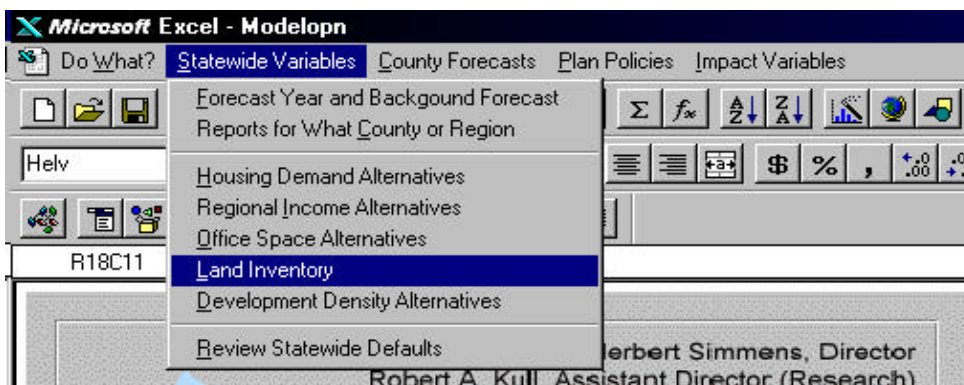 Microsoft Excel - Modelopn
Do What? Statewide Variables County Forecasts Plan Policies Impact Variables
Forecast Year and Backgound Forecast
Reports for What County or Region
Helv
Housing Demand Alternatives
Regional Income Alternatives
Office Space Alternatives
R18C11
Land Inventory
Development Density Alternatives
Review Statewide Defaults
erbert Simmens, Director
Robert A. Kull, Assistant Director (Research)